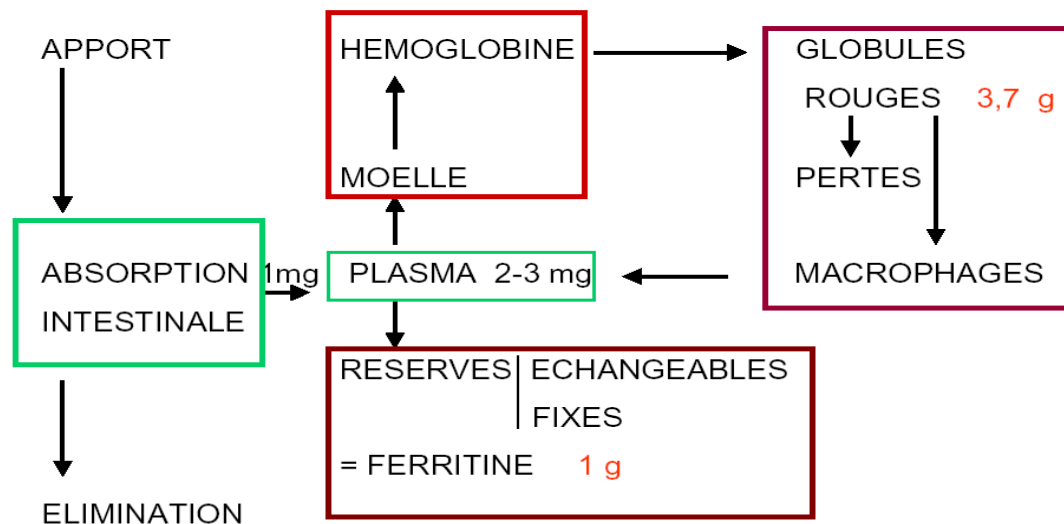 APPORT
HEMOGLOBINE
GLOBULES
ROUGES 3,7 g
MOELLE
PERTES
ABSORPTION 1mg
INTESTINALE
PLASMA 2-3 mg
MACROPHAGES
RESERVES ECHANGEABLES
FIXES
= FERRITINE 1 g
ELIMINATION